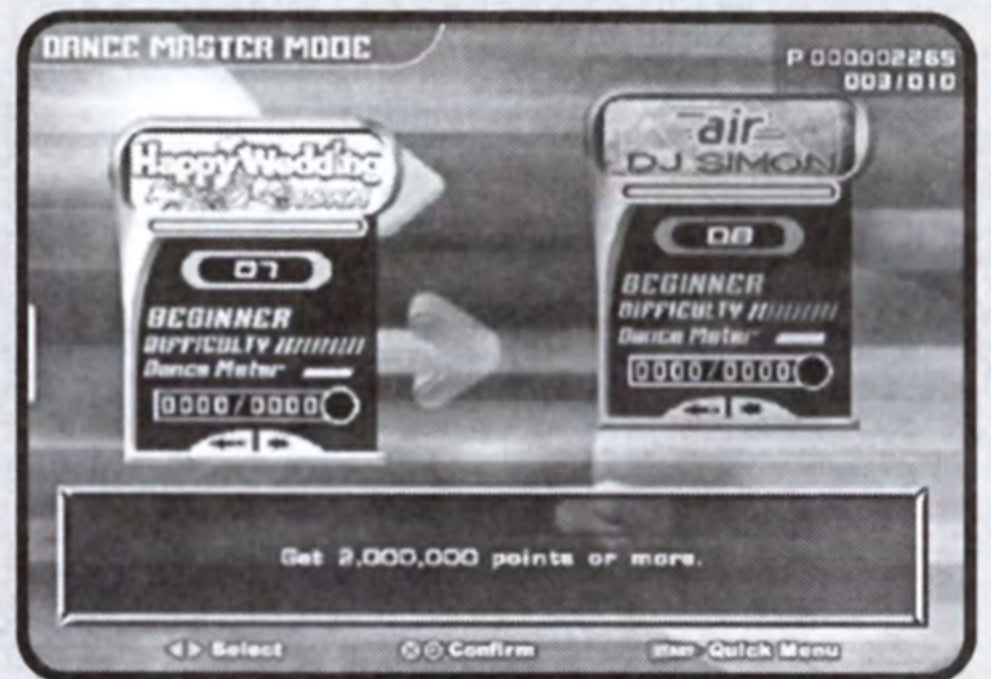 DANCE MASTER MODE
P 000002265
003/010
Happy Wedding
07
BEGINNER
DIFFICULTY
Dance Meter
0000/0000
air
DJ SIMON
08
BEGINNER
DIFFICULTY
Dance Meter
0000/0000
Get 2,000,000 points or more.
Select
Confirm
START Quick Menu